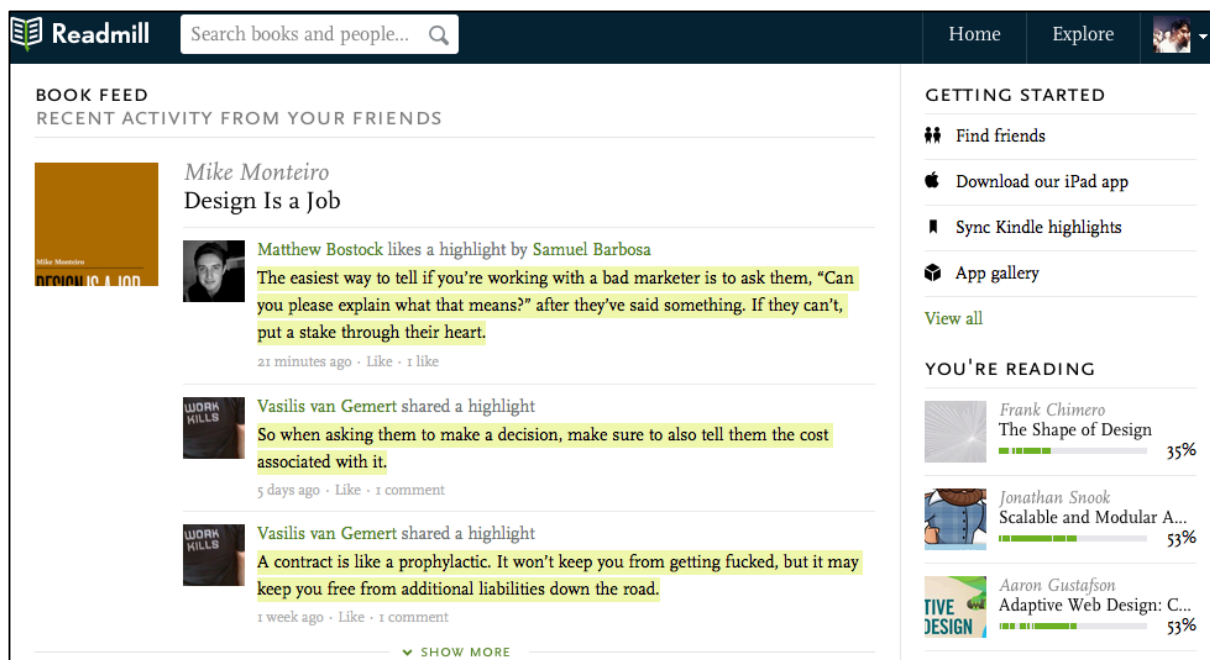 Readmill
Search books and people...
Home
Explore
BOOK FEED
RECENT ACTIVITY FROM YOUR FRIENDS
Mike Monteiro
DESIGN IS A JOB
Mike Monteiro
Design Is a Job
Matthew Bostock likes a highlight by Samuel Barbosa
The easiest way to tell if you’re working with a bad marketer is to ask them, “Can
you please explain what that means?” after they’ve said something. If they can’t,
put a stake through their heart.
21 minutes ago · Like · 1 like
WORK
KILLS
Vasilis van Gemert shared a highlight
So when asking them to make a decision, make sure to also tell them the cost
associated with it.
5 days ago · Like · 1 comment
WORK
KILLS
Vasilis van Gemert shared a highlight
A contract is like a prophylactic. It won’t keep you from getting fucked, but it may
keep you free from additional liabilities down the road.
1 week ago · Like · 1 comment
SHOW MORE
GETTING STARTED
Find friends
Download our iPad app
Sync Kindle highlights
App gallery
View all
YOU'RE READING
Frank Chimero
The Shape of Design
35%
Jonathan Snook
Scalable and Modular A...
53%
TIVE
DESIGN
Aaron Gustafson
Adaptive Web Design: C...
53%